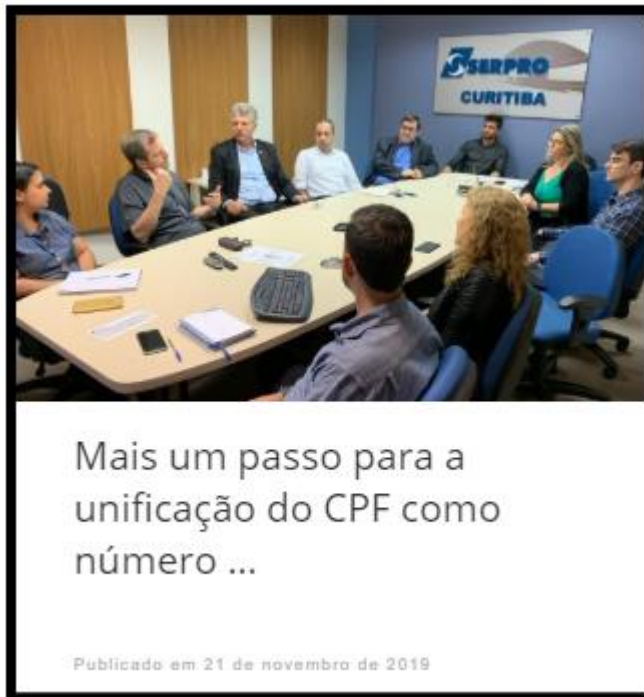 SERPRO
CURITIBA
Mais um passo para a
unificação do CPF como
número ...
Publicado em 21 de novembro de 2019